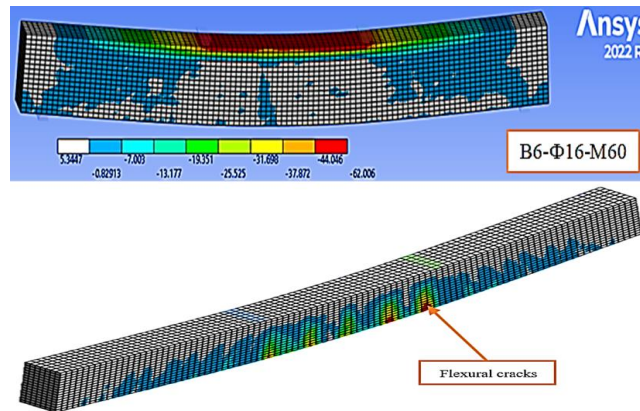 Ansys
2022 R
B6-Φ16-M60
5.3447 -7.003 -19.351 -31.698 -44.046
-0.82913 -13.177 -25.525 -37.872 -62.006
Flexural cracks